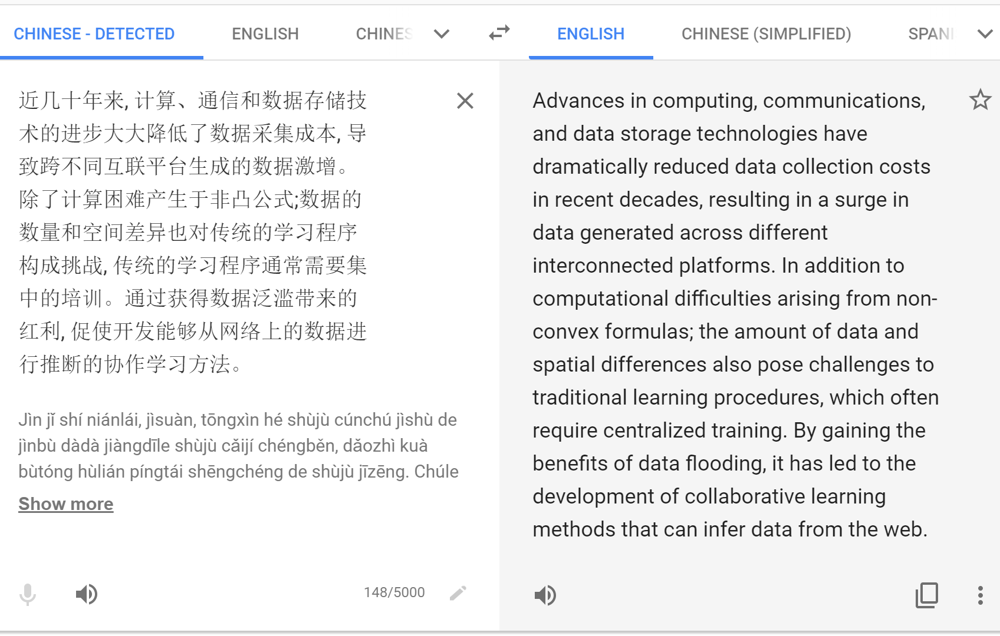 CHINESE - DETECTED
ENGLISH
CHINES
ENGLISH
CHINESE (SIMPLIFIED)
SPANI
近几十年来, 计算、通信和数据存储技
术的进步大大降低了数据采集成本, 导
致跨不同互联平台生成的数据激增。
除了计算困难产生于非凸公式;数据的
数量和空间差异也对传统的学习程序
构成挑战, 传统的学习程序通常需要集
中的培训。通过获得数据泛滥带来的
红利, 促使开发能够从网络上的数据进
行推断的协作学习方法。
Jìn jǐ shí niánlái, jìsuàn, tōngxìn hé shùjù cúnchú jìshù de
jìnbù dàdà jiàngdīle shùjù cǎijí chéngběn, dǎozhì kuà
bùtóng hùlián píngtái shēngchéng de shùjù jīzēng. Chúle
Show more
148/5000
Advances in computing, communications,
and data storage technologies have
dramatically reduced data collection costs
in recent decades, resulting in a surge in
data generated across different
interconnected platforms. In addition to
computational difficulties arising from non-
convex formulas; the amount of data and
spatial differences also pose challenges to
traditional learning procedures, which often
require centralized training. By gaining the
benefits of data flooding, it has led to the
development of collaborative learning
methods that can infer data from the web.